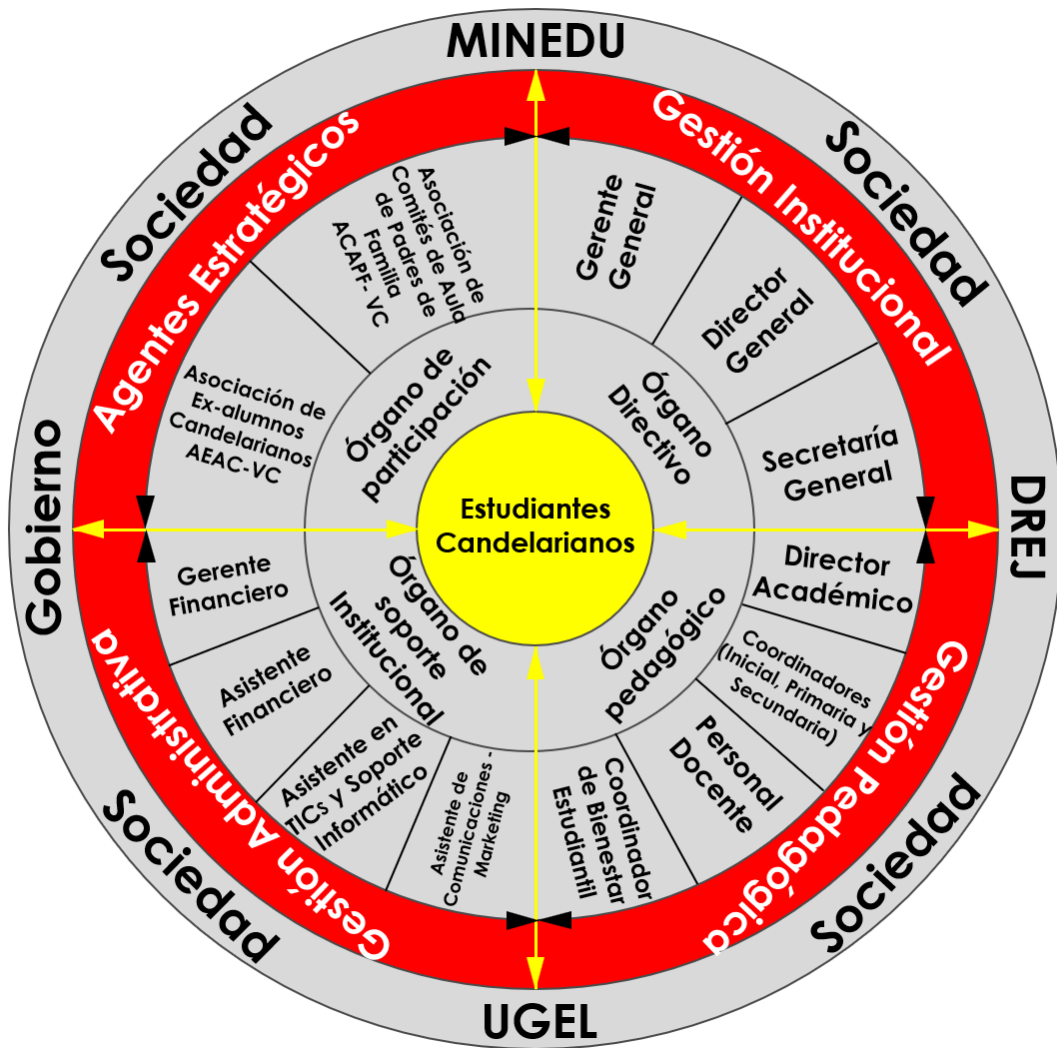 MINEDU
Sociedad
Sociedad
Gobierno
DREJ
Sociedad
Sociedad
UGEL
Agentes Estratégicos
Gestión Institucional
Gestión Administrativa
Gestión Pedagógica
Asociación de
Comités de Aula
de Padres de
Familia
ACAPF- VC
Asociación de
Ex-alumnos
Candelarianos
AEAC-VC
Gerente
General
Director
General
Secretaría
General
Director
Académico
Coordinadores
(Inicial, Primaria y
Secundaria)
Personal
Docente
Coordinador
de Bienestar
Estudiantil
Asistente de
Comunicaciones -
Marketing
Asistente en
TICs y Soporte
Informático
Asistente
Financiero
Gerente
Financiero
Órgano de
participación
Órgano
Directivo
Órgano
pedagógico
Órgano de
soporte
Institucional
Estudiantes
Candelarianos